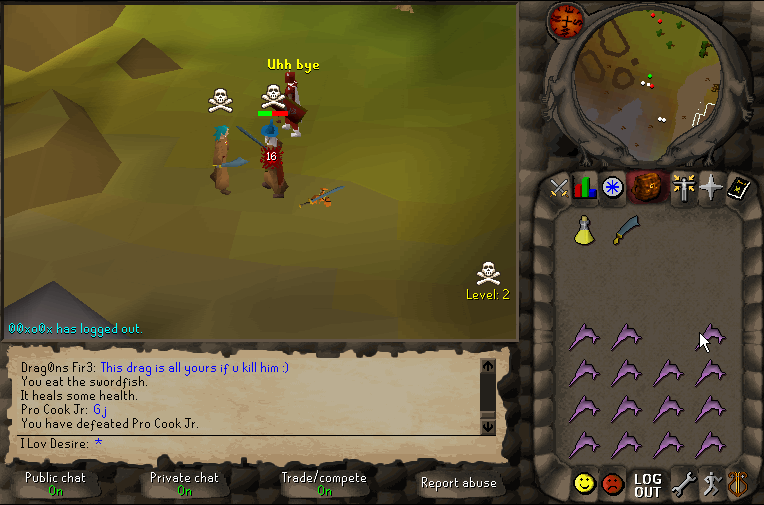 Uhh bye
16
Level: 2
00xo0x has logged out.
Drag0ns Fir3: This drag is all yours if u kill him :)
You eat the swordfish.
It heals some health.
Pro Cook Jr: Gj
You have defeated Pro Cook Jr.
I Lov Desire: *
Public chat
On
Private chat
On
Trade/compete
On
Report abuse
LOG
OUT